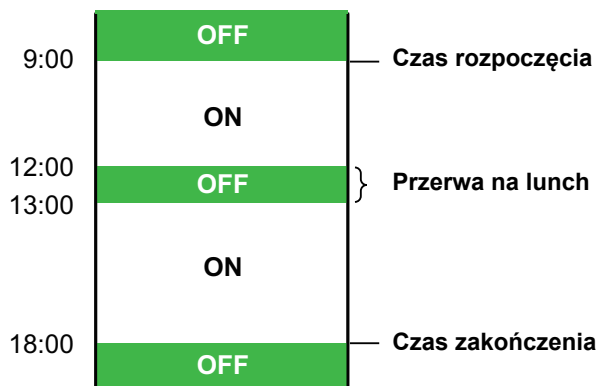 OFF
9:00
Czas rozpoczęcia
ON
12:00
OFF
Przerwa na lunch
13:00
ON
18:00
Czas zakończenia
OFF